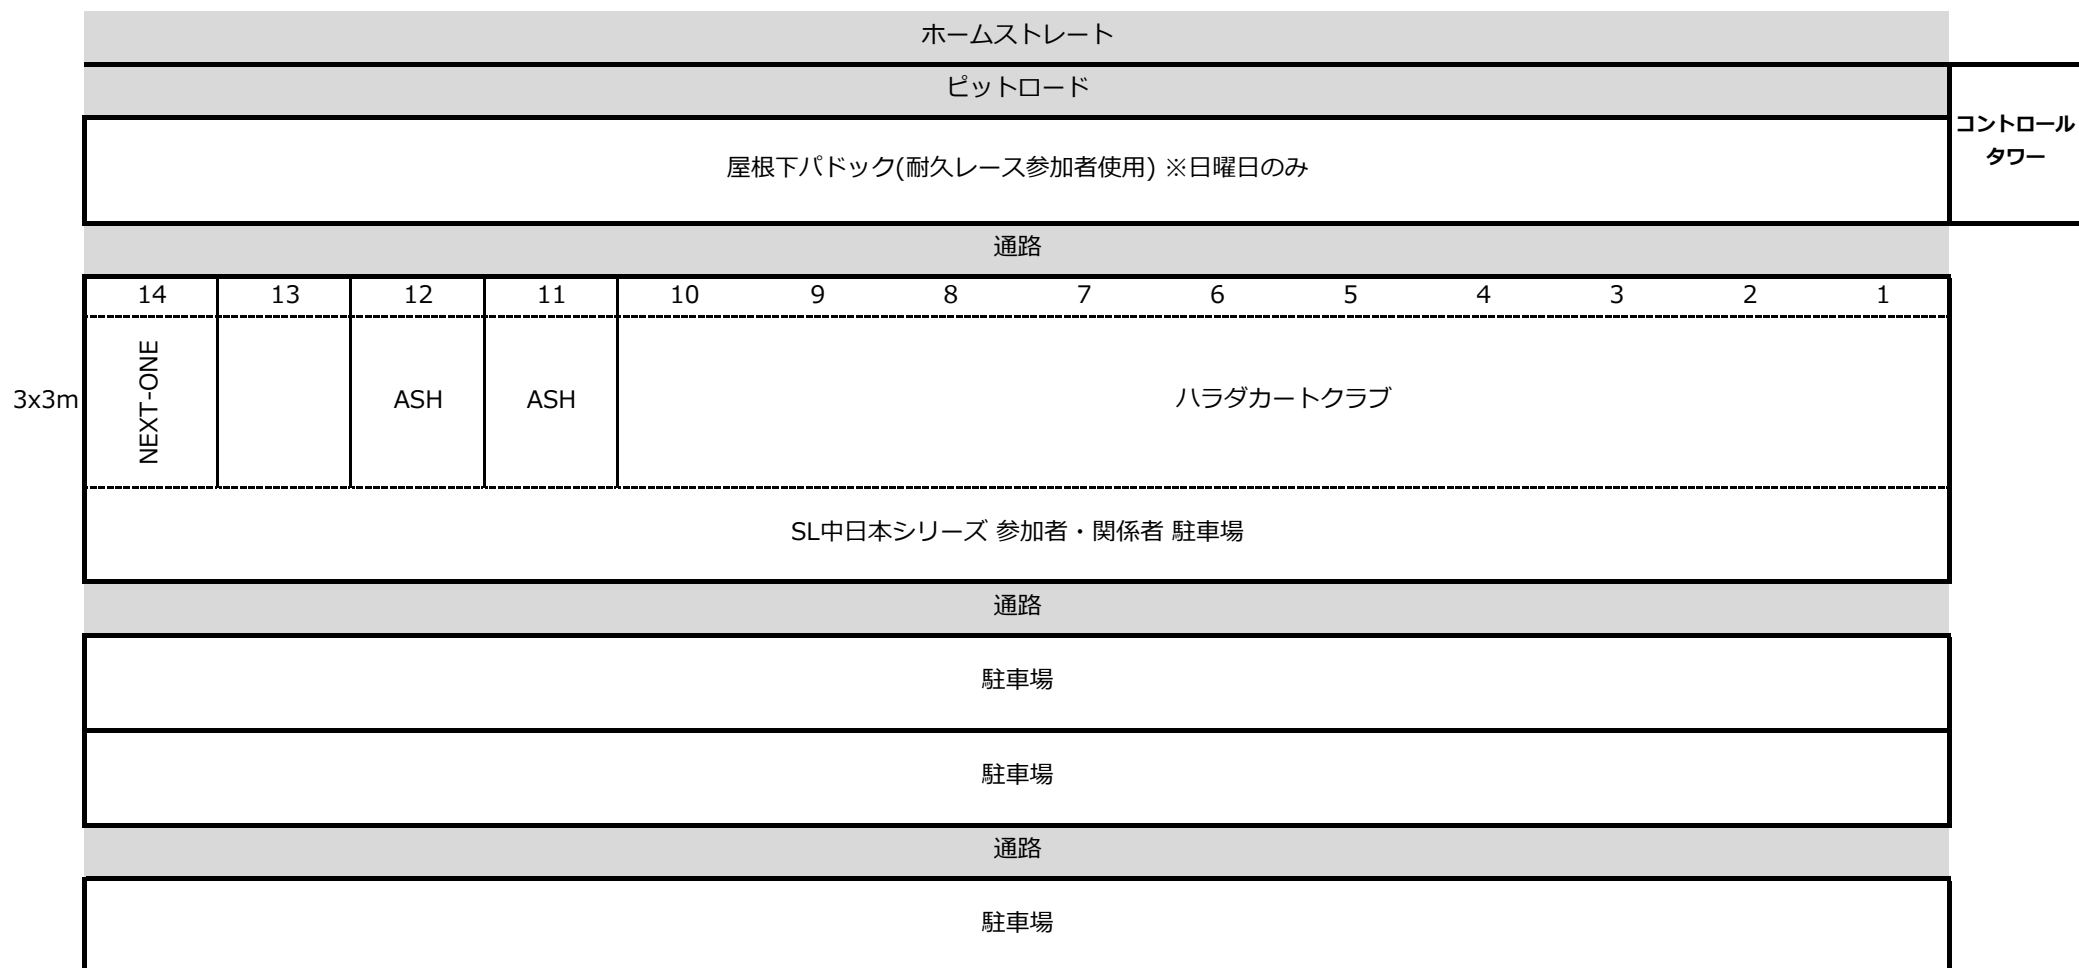 ホームストレート
ピットロード
コントロール
タワー
屋根下パドック(耐久レース参加者使用) ※日曜日のみ
通路
14 13 12 11 10 9 8 7 6 5 4 3 2 1
3x3m
NEXT-ONE
ASH
ASH
ハラダカートクラブ
SL中日本シリーズ 参加者・関係者 駐車場
通路
駐車場
駐車場
通路
駐車場